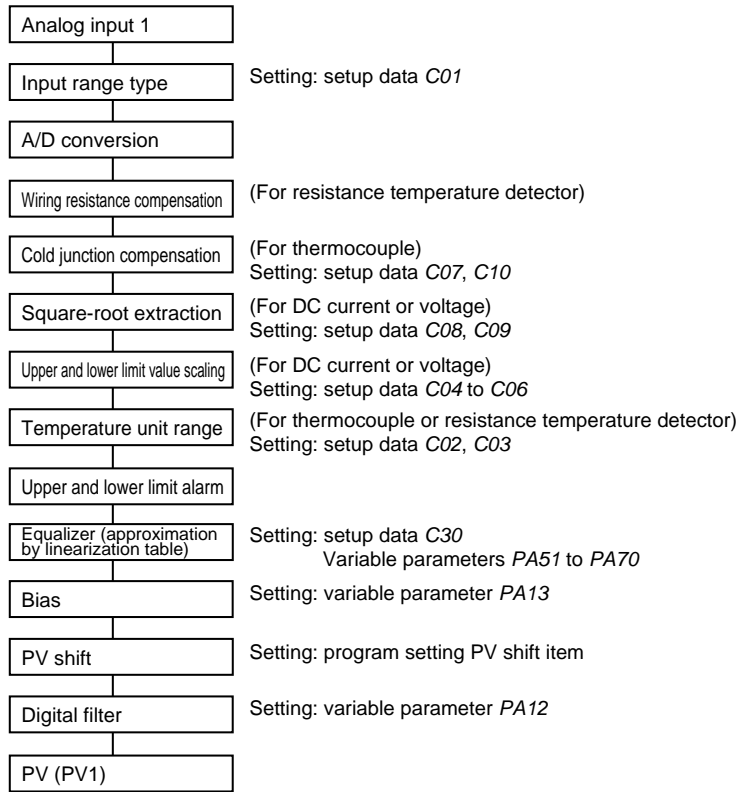 Analog input 1
Input range type
Setting: setup data C01
A/D conversion
Wiring resistance compensation
(For resistance temperature detector)
Cold junction compensation
(For thermocouple)
Setting: setup data C07, C10
Square-root extraction
(For DC current or voltage)
Setting: setup data C08, C09
Upper and lower limit value scaling
(For DC current or voltage)
Setting: setup data C04 to C06
Temperature unit range
(For thermocouple or resistance temperature detector)
Setting: setup data C02, C03
Upper and lower limit alarm
Equalizer (approximation
by linearization table)
Setting: setup data C30
Variable parameters PA51 to PA70
Bias
Setting: variable parameter PA13
PV shift
Setting: program setting PV shift item
Digital filter
Setting: variable parameter PA12
PV (PV1)